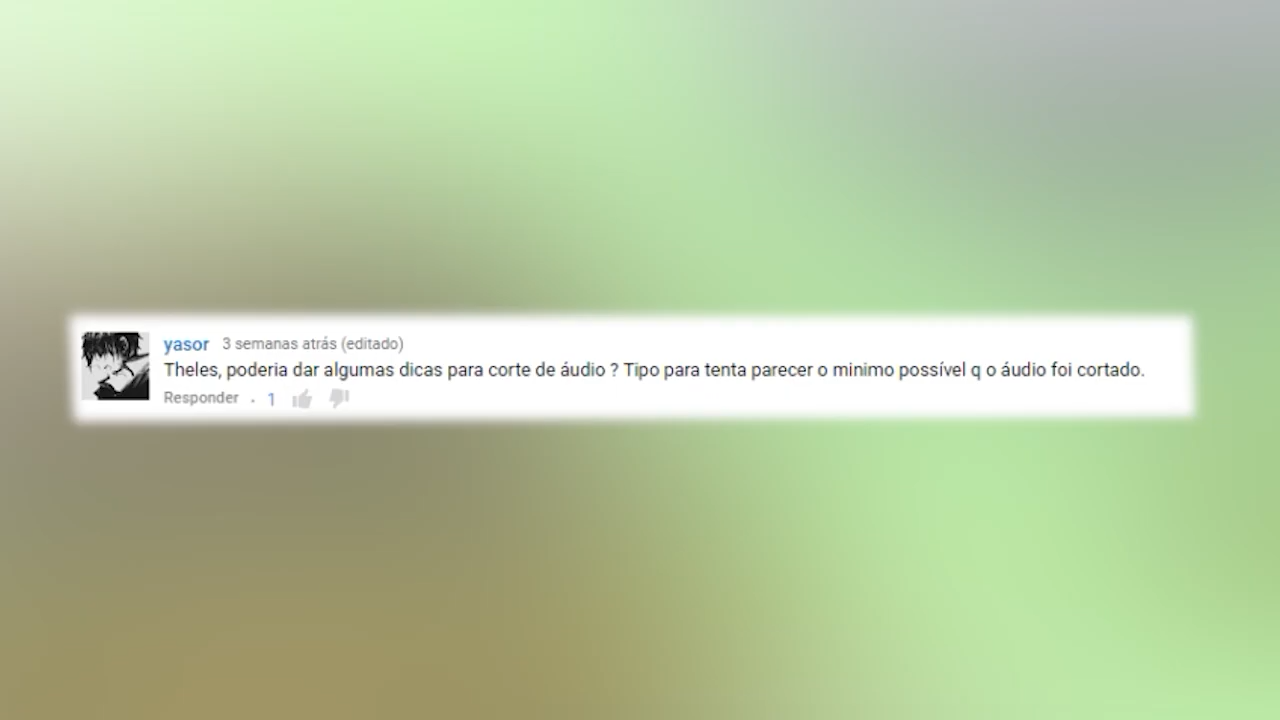 yasor 3 semanas atrás (editado)
Theles, poderia dar algumas dicas para corte de áudio ? Tipo para tenta parecer o minimo possível q o áudio foi cortado.
Responder . 1